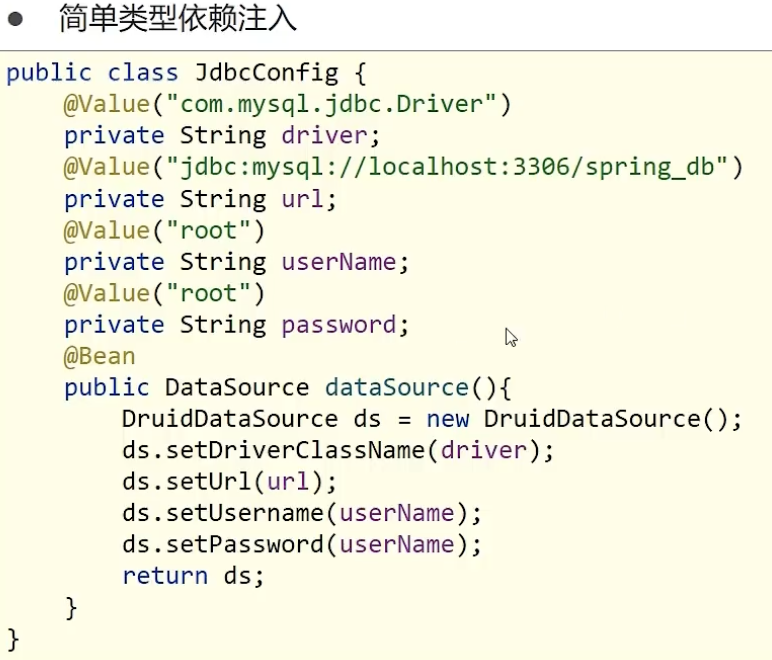 ● 简单类型依赖注入
public class JdbcConfig {
    @Value("com.mysql.jdbc.Driver")
    private String driver;
    @Value("jdbc:mysql://localhost:3306/spring_db")
    private String url;
    @Value("root")
    private String userName;
    @Value("root")
    private String password;
    @Bean
    public DataSource dataSource(){
        DruidDataSource ds = new DruidDataSource();
        ds.setDriverClassName(driver);
        ds.setUrl(url);
        ds.setUsername(userName);
        ds.setPassword(userName);
        return ds;
    }
}